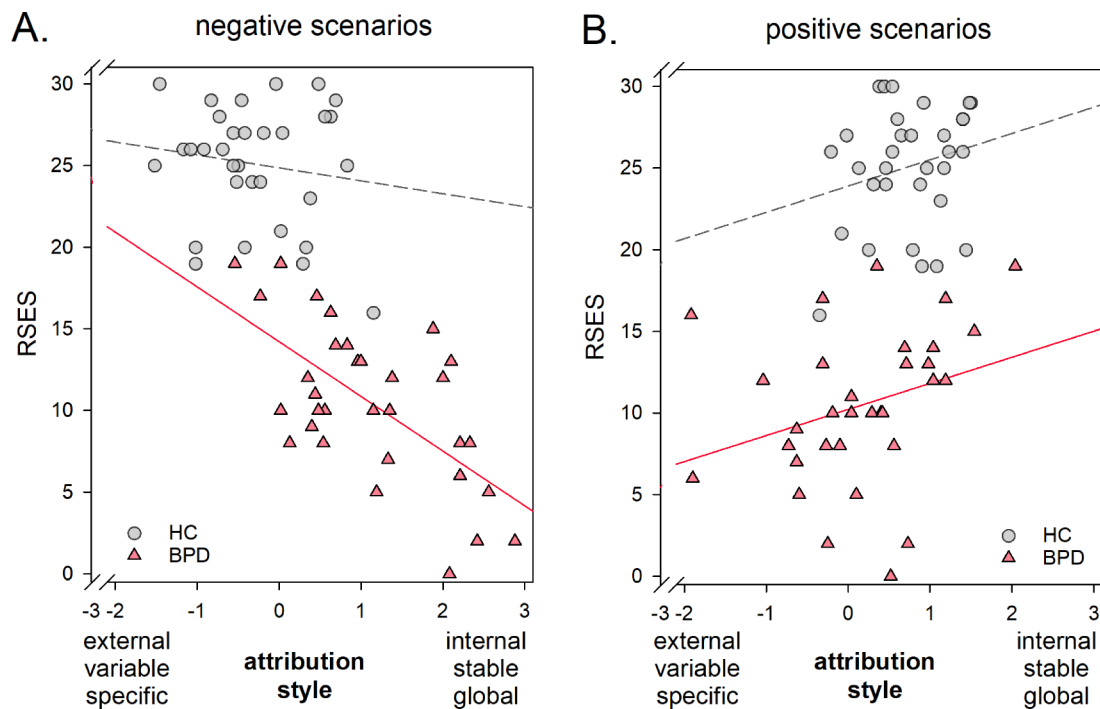 A.
negative scenarios
30
25
20
15
10
5
0
RSES
HC
BPD
-3 -2 -1 0 1 2 3
external
variable
specific
attribution
style
internal
stable
global
B.
positive scenarios
30
25
20
15
10
5
0
RSES
HC
BPD
-3 -2 -1 0 1 2 3
external
variable
specific
attribution
style
internal
stable
global